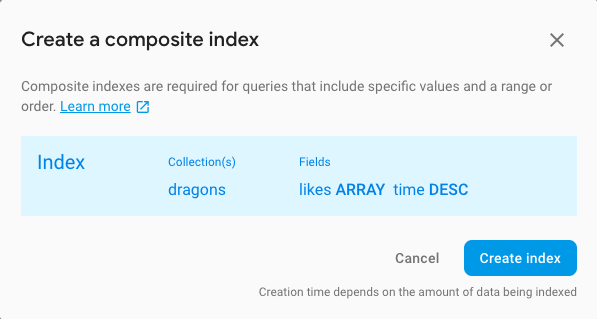 Create a composite index
Composite indexes are required for queries that include specific values and a range or
order. Learn more
Index
Collection(s)
Fields
dragons
likes ARRAY time DESC
Cancel
Create index
Creation time depends on the amount of data being indexed